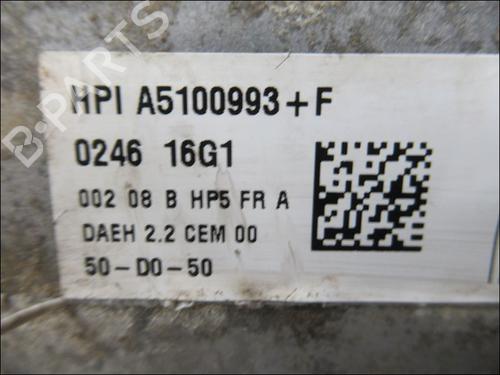 B-PARTS
HPI A5100993+F
0246 16G1
002 08 B HP5 FR A
DAEH 2.2 CEM 00
50-D0-50